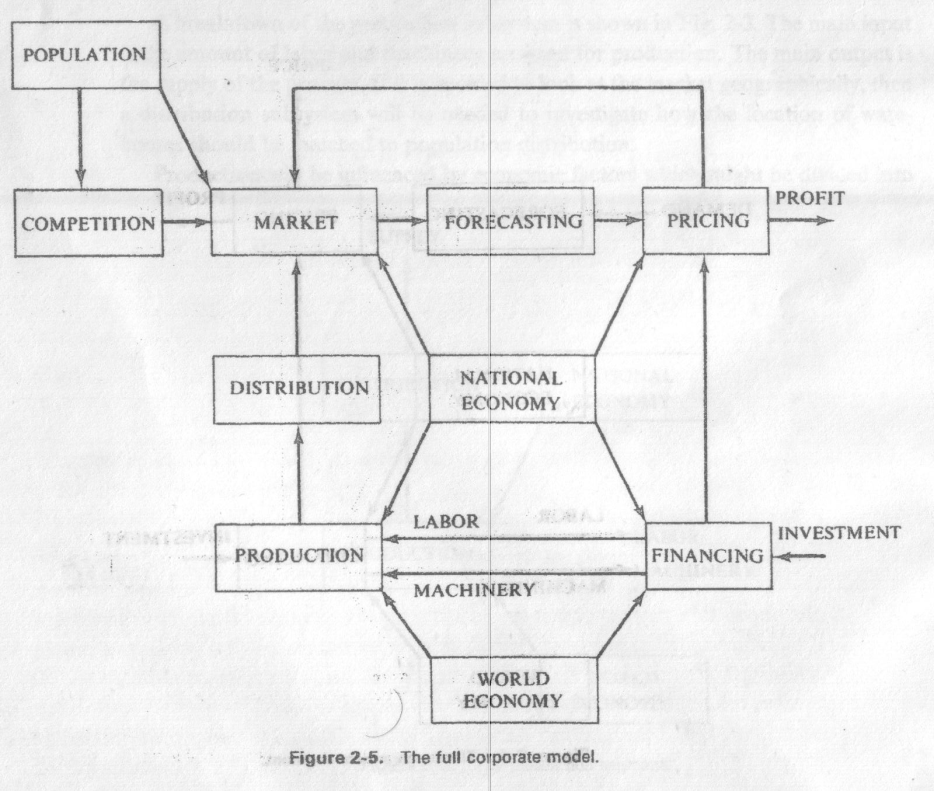 POPULATION
COMPETITION
MARKET
FORECASTING
PRICING
PROFIT
DISTRIBUTION
NATIONAL
ECONOMY
LABOR
PRODUCTION
FINANCING
INVESTMENT
MACHINERY
WORLD
ECONOMY
Figure 2-5. The full corporate model.